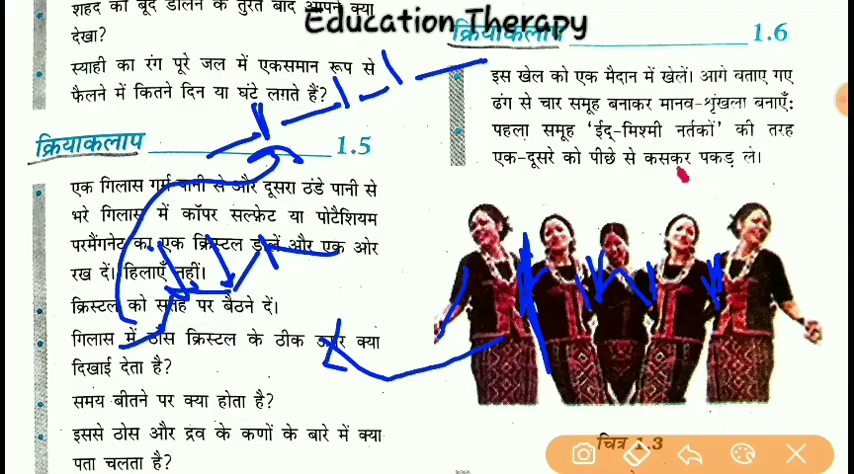 Education Therapy
शहद की बूंद डालने के तुरंत बाद आपने क्या
देखा?
स्याही का रंग पूरे जल में एकसमान रूप से
फैलने में कितने दिन या घंटे लगते हैं?
क्रियाकलाप 1.5
एक गिलास गर्म पानी से और दूसरा ठंडे पानी से
भरे गिलास में कॉपर सल्फ़ेट या पोटैशियम
परमैंगनेट का एक क्रिस्टल डालें और एक ओर
रख दें। हिलाएँ नहीं।
क्रिस्टल को सतह पर बैठने दें।
गिलास में ठोस क्रिस्टल के ठीक ऊपर क्या
दिखाई देता है?
समय बीतने पर क्या होता है?
इससे ठोस और द्रव के कणों के बारे में क्या
पता चलता है?
क्रियाकलाप 1.6
इस खेल को एक मैदान में खेलें। आगे बताए गए
ढंग से चार समूह बनाकर मानव-शृंखला बनाएँ:
पहला समूह 'ईदु-मिश्मी नर्तकों' की तरह
एक-दूसरे को पीछे से कसकर पकड़ लें।
चित्र 1.3